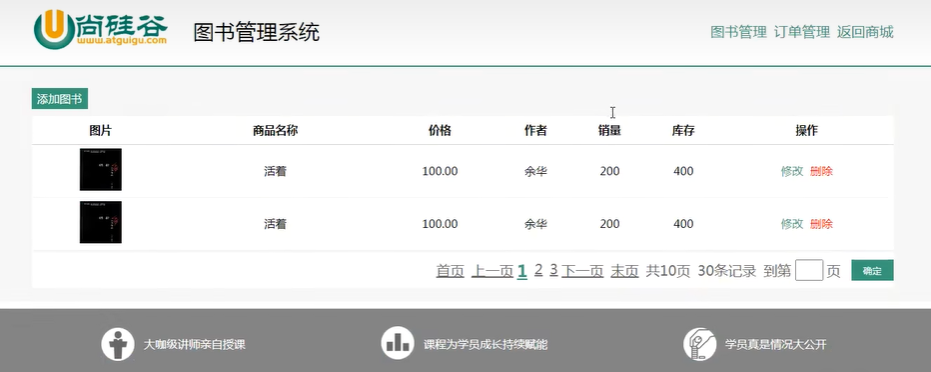 尚硅谷
www.atguigu.com
图书管理系统
图书管理 订单管理 返回商城
添加图书
图片 商品名称 价格 作者 销量 库存 操作
活着 100.00 余华 200 400 修改 删除
活着 100.00 余华 200 400 修改 删除
首页 上一页 1 2 3 下一页 末页 共10页 30条记录 到第 页 确定
大咖级讲师亲自授课 课程为学员成长持续赋能 学员真是情况大公开